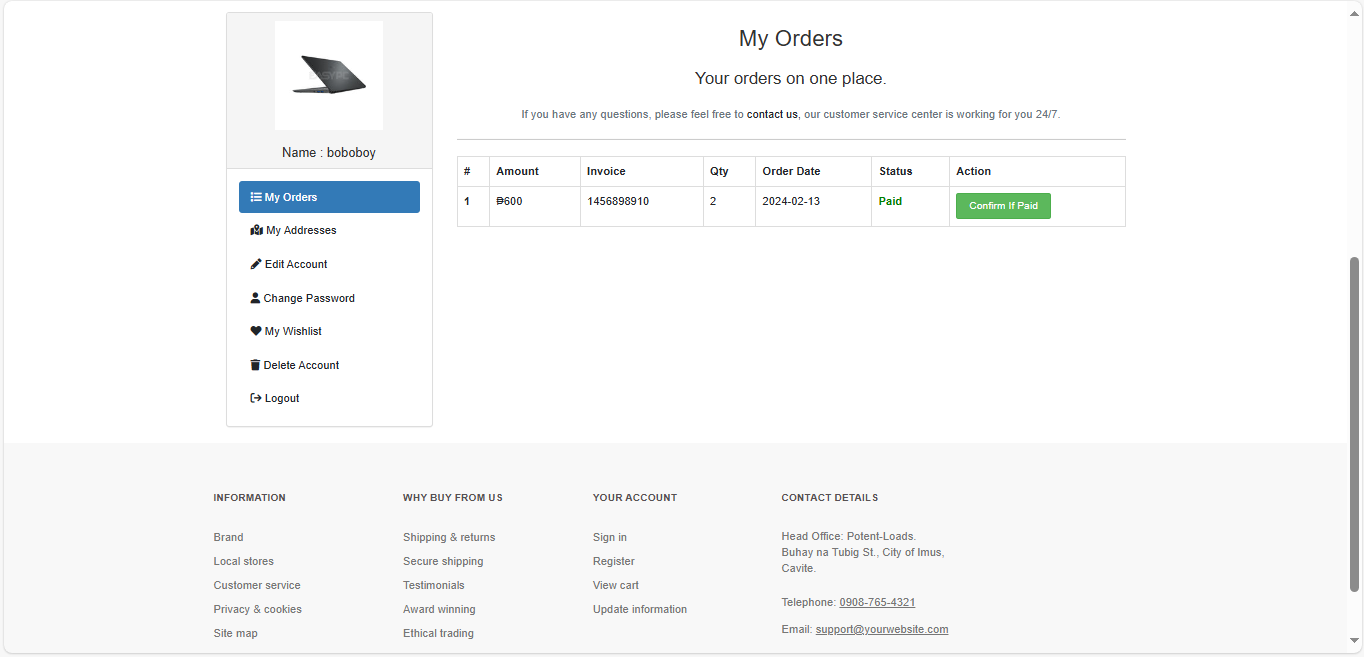 EASYPC
Name : boboboy
My Orders
My Addresses
Edit Account
Change Password
My Wishlist
Delete Account
Logout
My Orders
Your orders on one place.
If you have any questions, please feel free to contact us, our customer service center is working for you 24/7.
# Amount Invoice Qty Order Date Status Action
1 ₱600 1456898910 2 2024-02-13 Paid Confirm If Paid
INFORMATION
Brand
Local stores
Customer service
Privacy & cookies
Site map
WHY BUY FROM US
Shipping & returns
Secure shipping
Testimonials
Award winning
Ethical trading
YOUR ACCOUNT
Sign in
Register
View cart
Update information
CONTACT DETAILS
Head Office: Potent-Loads.
Buhay na Tubig St., City of Imus,
Cavite.
Telephone: 0908-765-4321
Email: support@yourwebsite.com